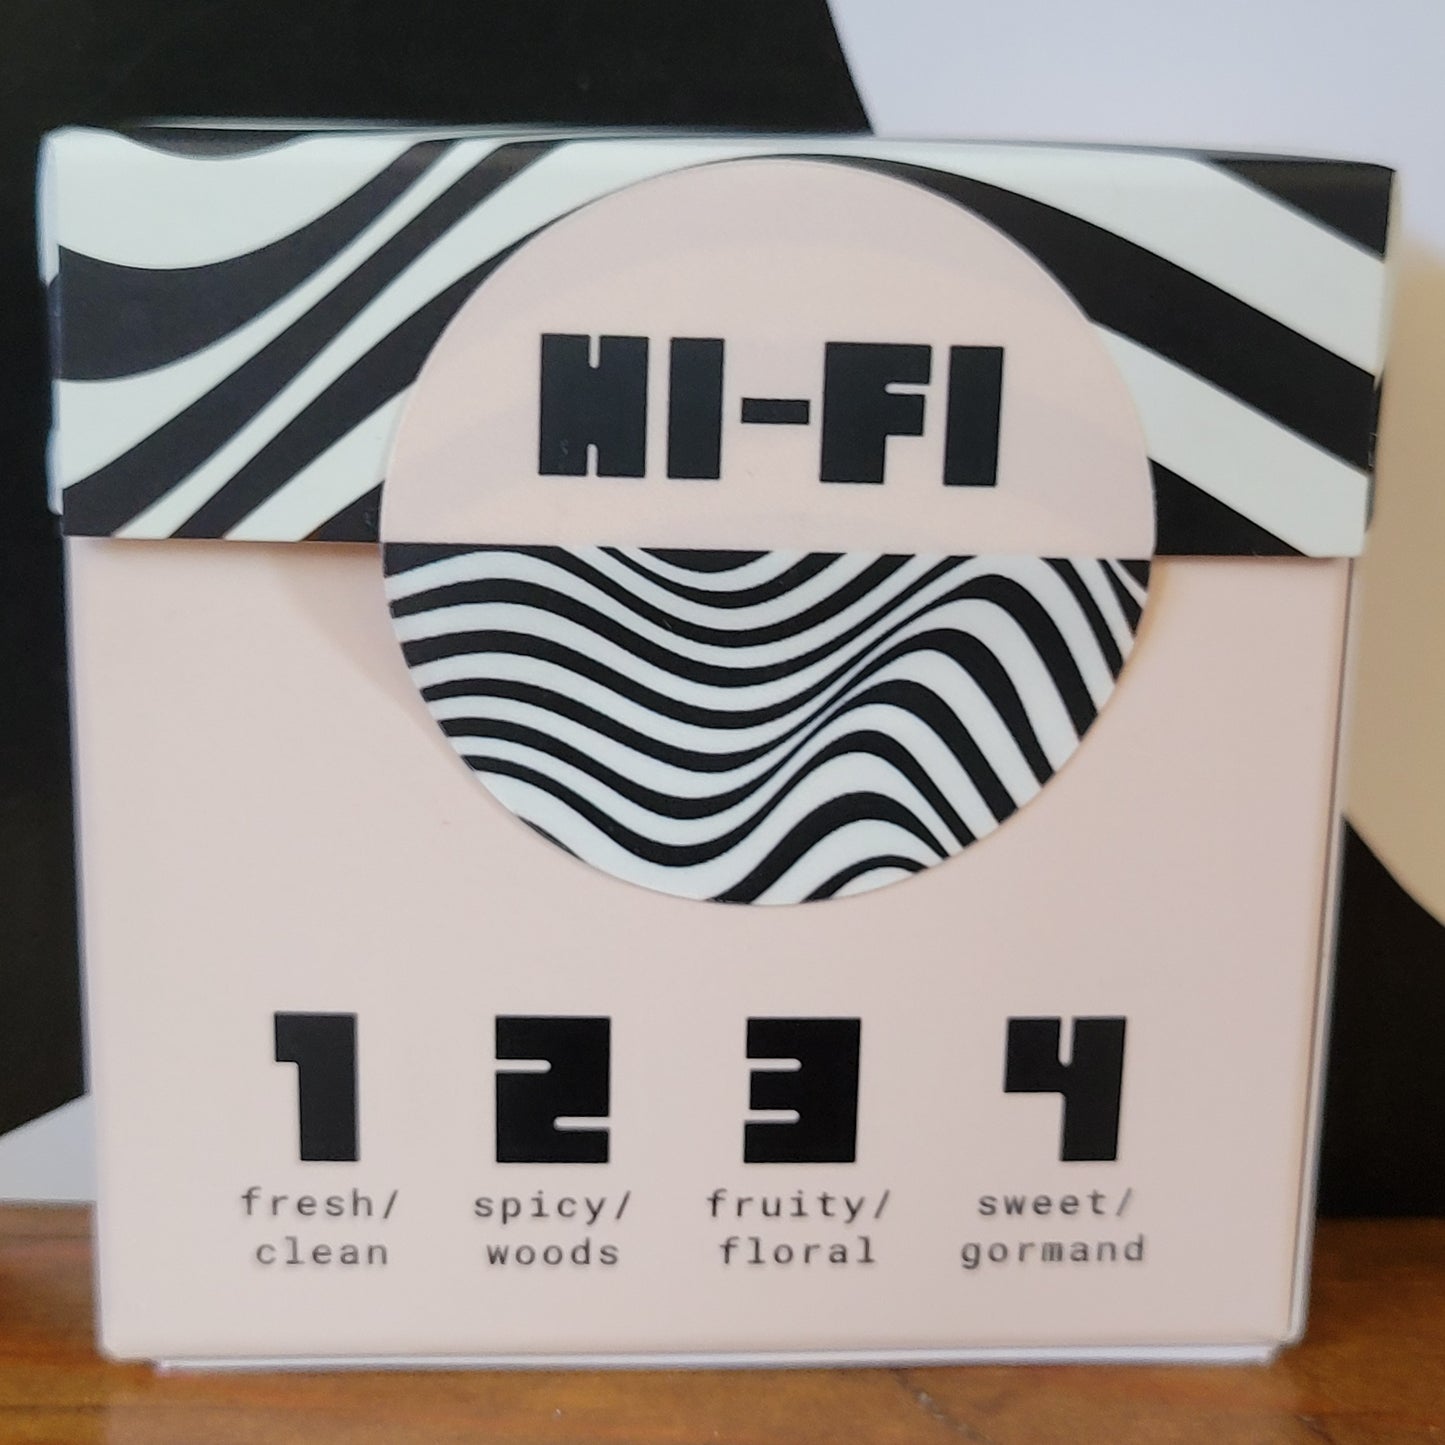 HI-FI
1 2 3 4
fresh/ spicy/ fruity/ sweet/
clean woods floral gormand